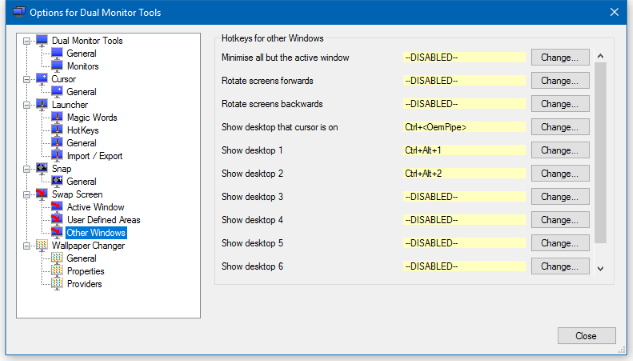 Options for Dual Monitor Tools
Dual Monitor Tools
General
Monitors
Cursor
General
Launcher
Magic Words
HotKeys
General
Import / Export
Snap
General
Swap Screen
Active Window
User Defined Areas
Other Windows
Wallpaper Changer
General
Properties
Providers
Hotkeys for other Windows
Minimise all but the active window --DISABLED-- Change...
Rotate screens forwards --DISABLED-- Change...
Rotate screens backwards --DISABLED-- Change...
Show desktop that cursor is on Ctrl+<OemPipe> Change...
Show desktop 1 Ctrl+Alt+1 Change...
Show desktop 2 Ctrl+Alt+2 Change...
Show desktop 3 --DISABLED-- Change...
Show desktop 4 --DISABLED-- Change...
Show desktop 5 --DISABLED-- Change...
Show desktop 6 --DISABLED-- Change...
Close